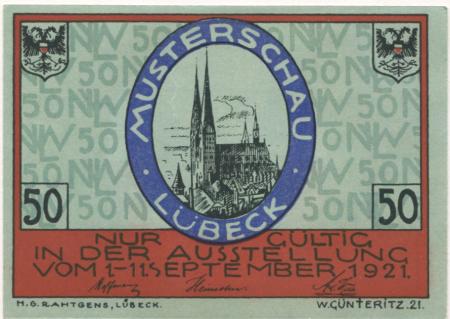 MUSTERSCHAU
LÜBECK
50 50
NUR GÜLTIG
IN DER AUSSTELLUNG
VOM 1-11 SEPTEMBER 1921.
H.G. RAHTGENS, LÜBECK. W. GÜNTERITZ. 21.